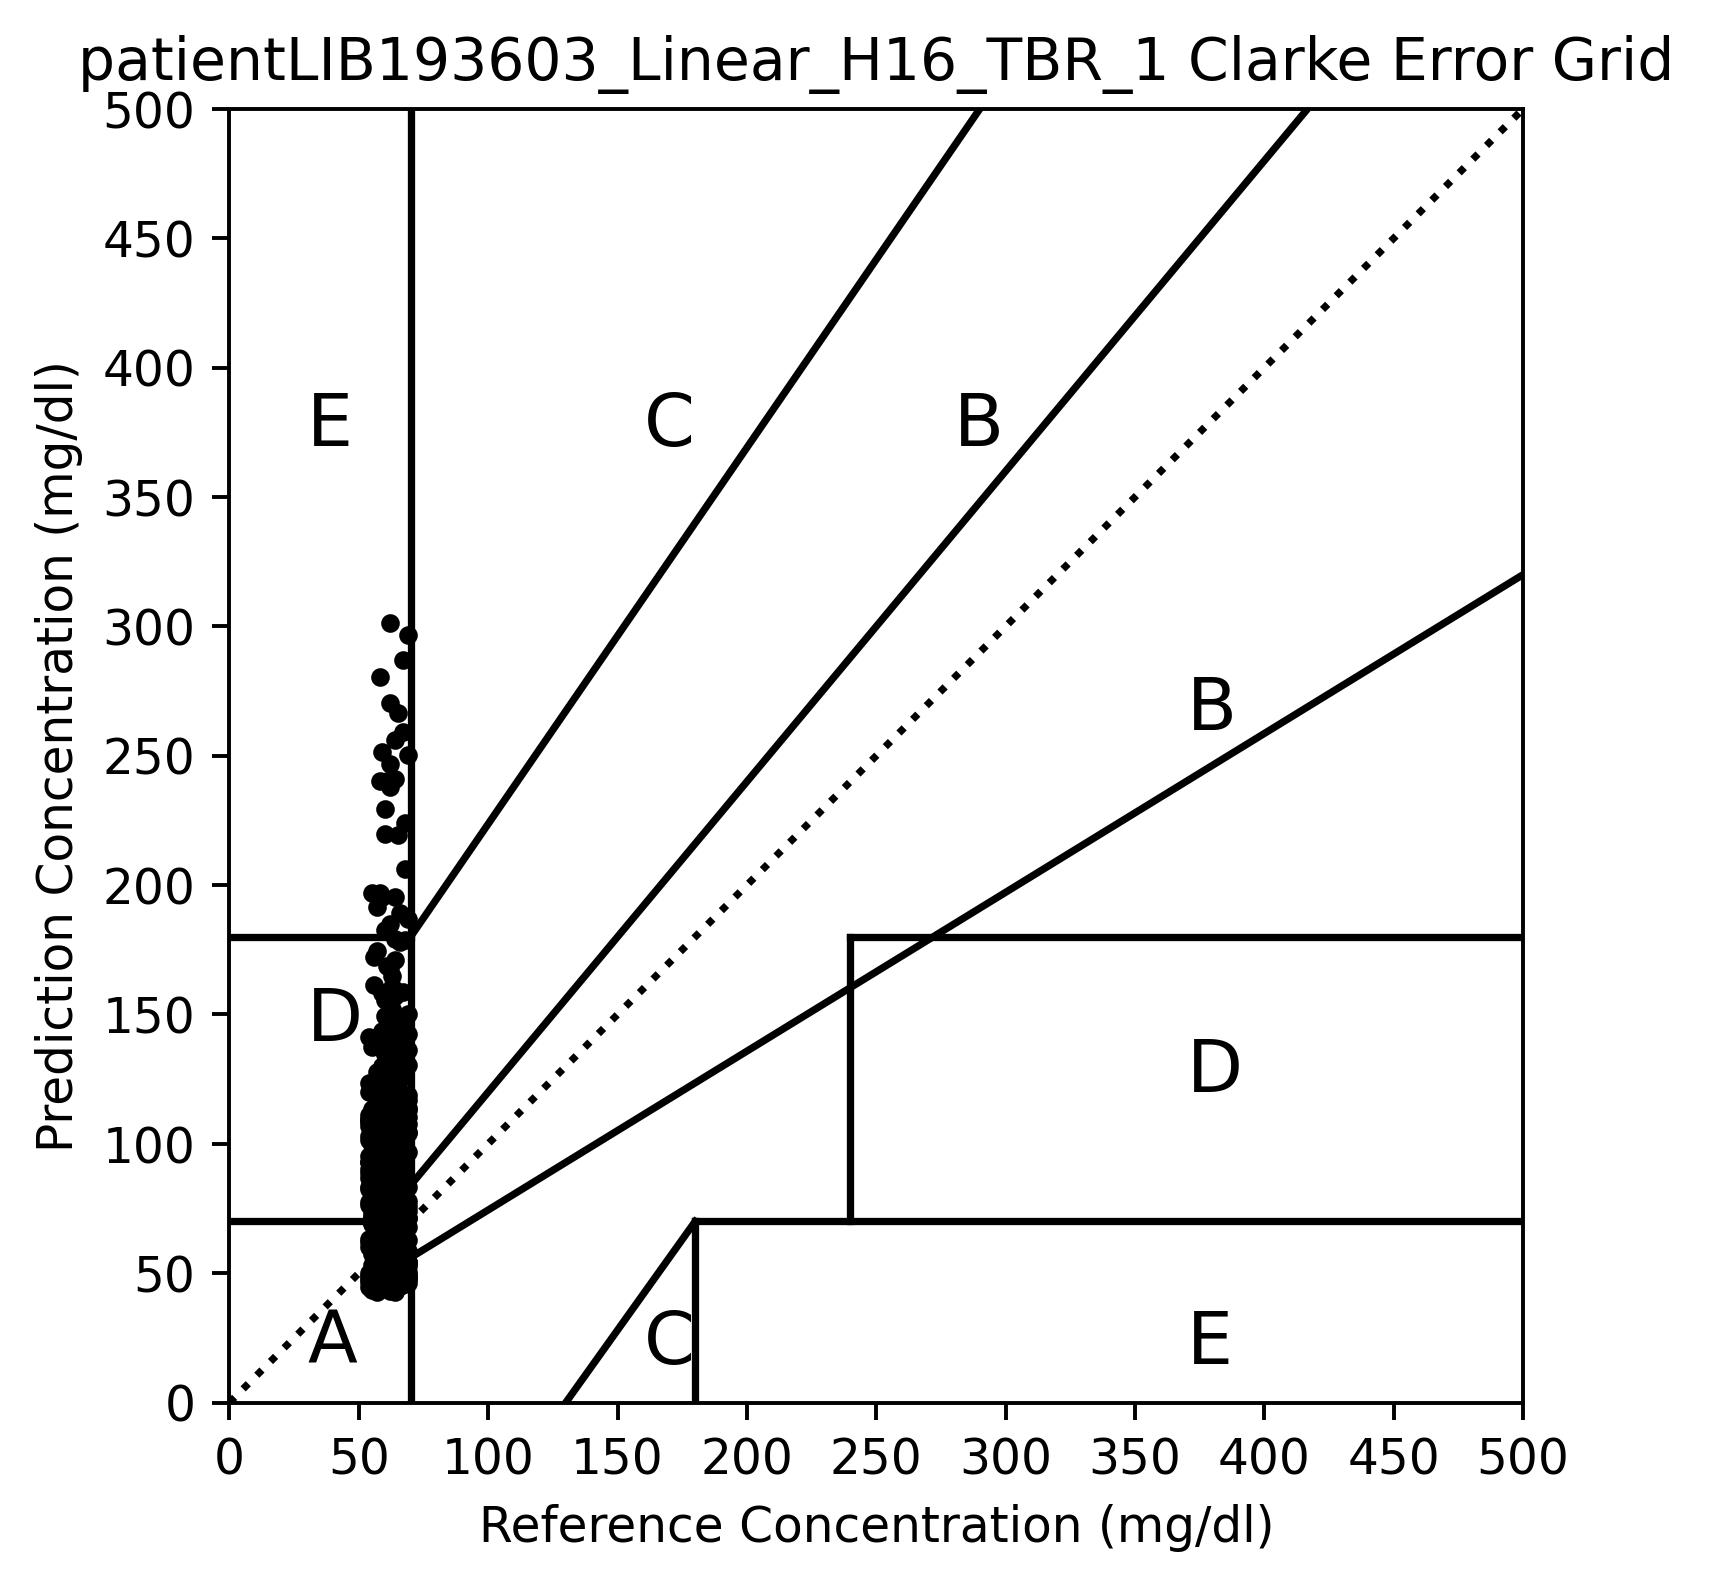 patientLIB193603_Linear_H16_TBR_1 Clarke Error Grid
500
450
400
350
300
250
200
150
100
50
0
Prediction Concentration (mg/dl)
E
C
B
B
D
D
A
C
E
0 50 100 150 200 250 300 350 400 450 500
Reference Concentration (mg/dl)